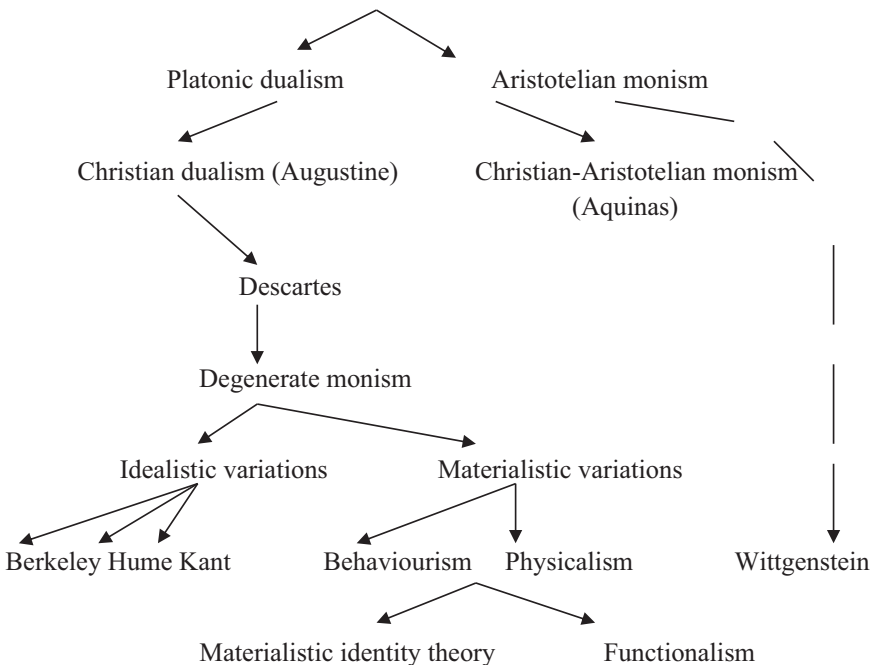 Platonic dualism Aristotelian monism
Christian dualism (Augustine) Christian-Aristotelian monism
(Aquinas)
Descartes
Degenerate monism
Idealistic variations Materialistic variations
Berkeley Hume Kant Behaviourism Physicalism Wittgenstein
Materialistic identity theory Functionalism